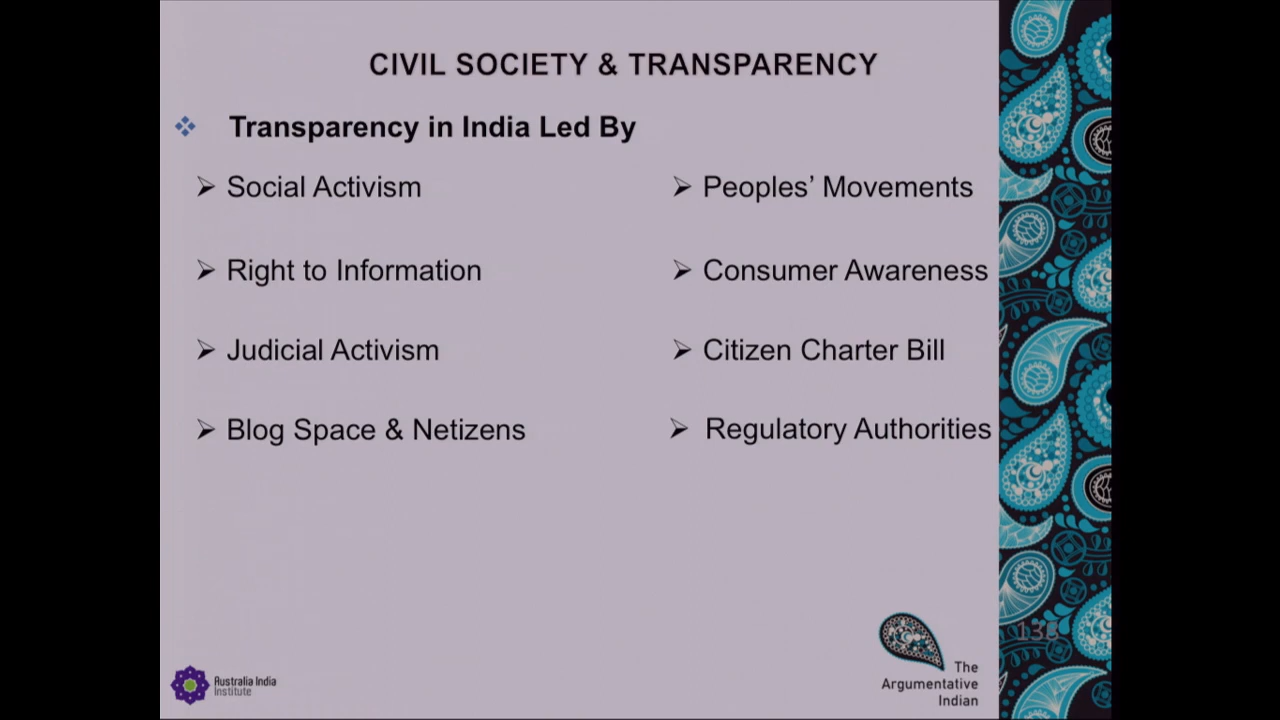 CIVIL SOCIETY & TRANSPARENCY
Transparency in India Led By
Social Activism
Peoples’ Movements
Right to Information
Consumer Awareness
Judicial Activism
Citizen Charter Bill
Blog Space & Netizens
Regulatory Authorities
The
Argumentative
Indian
Australia India
Institute